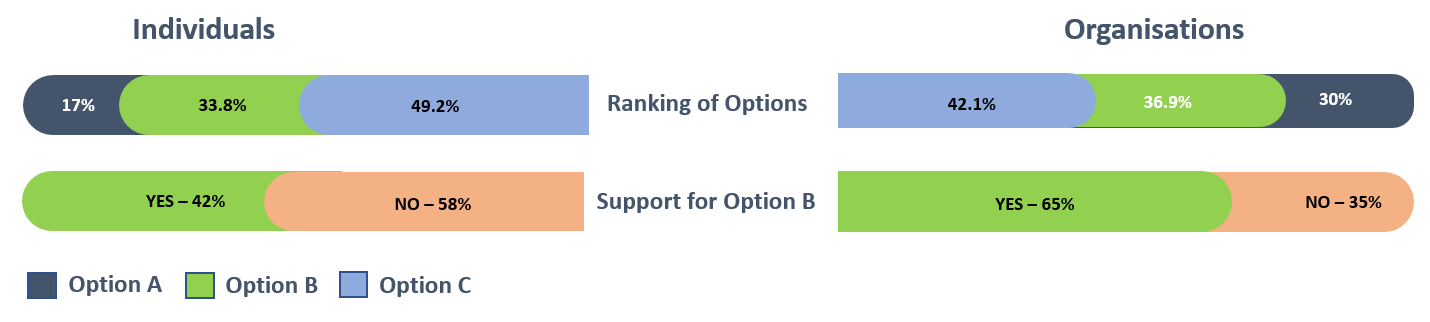 Individuals
Organisations
17% 33.8% 49.2% Ranking of Options 42.1% 36.9% 30%
YES – 42% NO – 58% Support for Option B YES – 65% NO – 35%
Option A Option B Option C